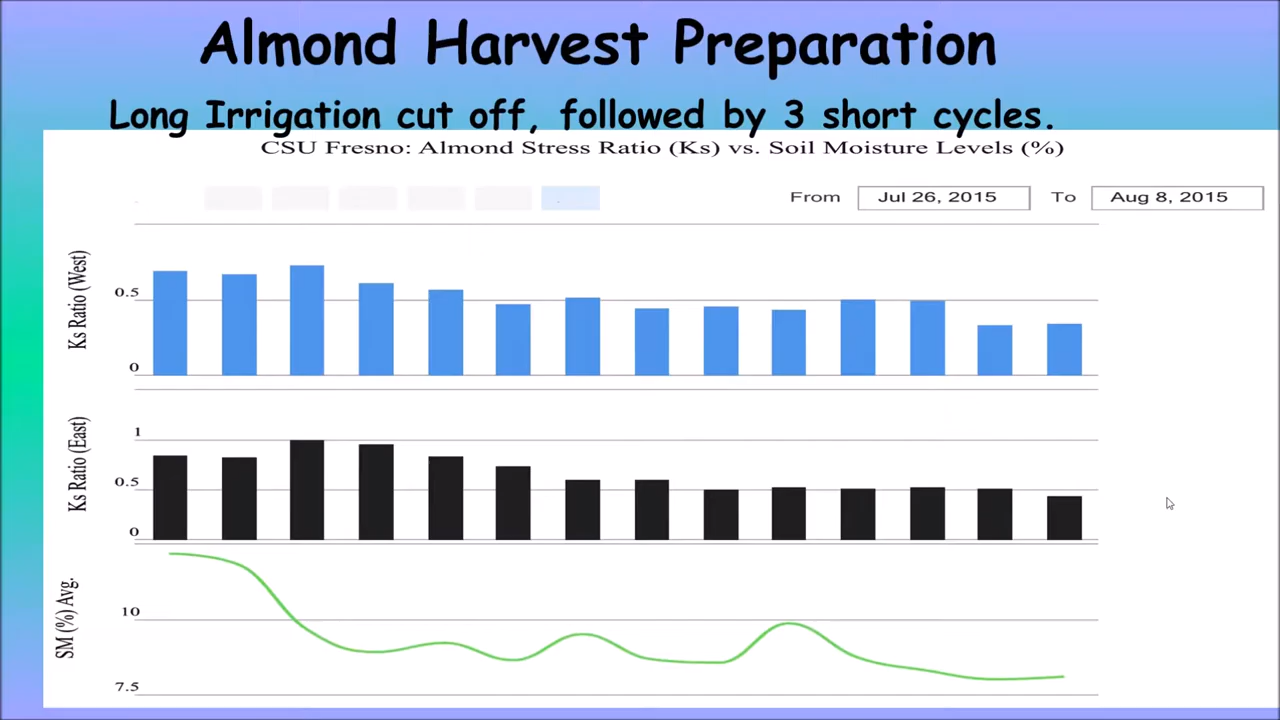 Almond Harvest Preparation
Long Irrigation cut off, followed by 3 short cycles.
CSU Fresno: Almond Stress Ratio (Ks) vs. Soil Moisture Levels (%)
From Jul 26, 2015 To Aug 8, 2015
Ks Ratio (West)
0.5
0
Ks Ratio (East)
1
0.5
0
SM (%) Avg.
10
7.5